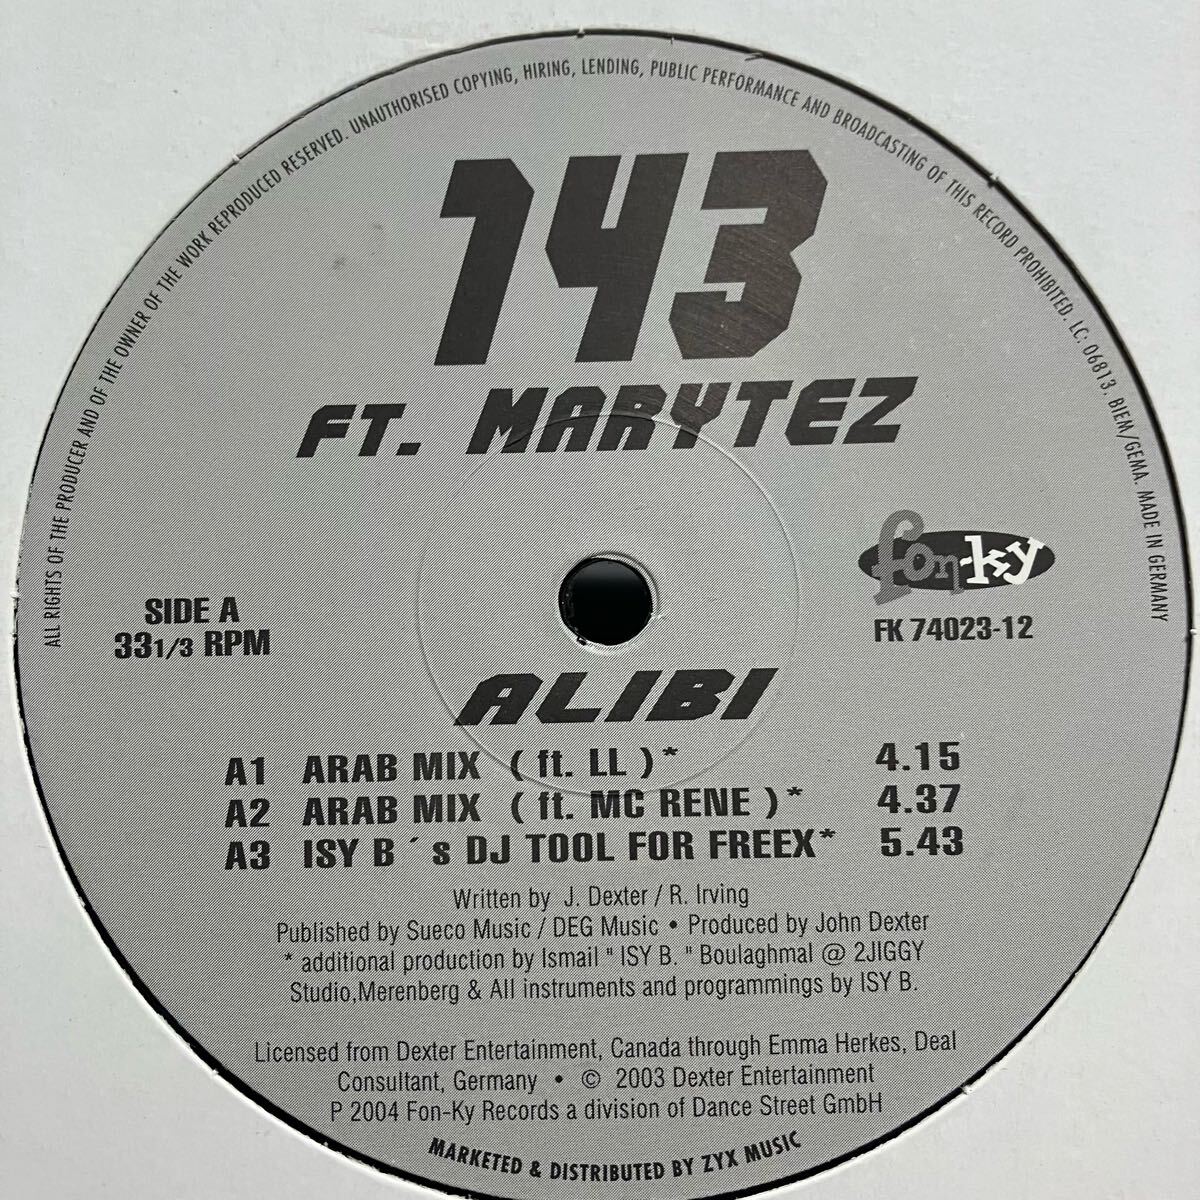 ALL RIGHTS OF THE PRODUCER AND OF THE OWNER OF THE WORK REPRODUCED RESERVED. UNAUTHORISED COPYING, HIRING, LENDING, PUBLIC PERFORMANCE AND BROADCASTING OF THIS RECORD PROHIBITED. LC: 06813. BIEM/GEMA. MADE IN GERMANY
143
FT. MARYTEZ
fon-ky
FK 74023-12
SIDE A
33 1/3 RPM
ALIBI
A1 ARAB MIX ( ft. LL )* 4.15
A2 ARAB MIX ( ft. MC RENE )* 4.37
A3 ISY B ´ s DJ TOOL FOR FREEX* 5.43
Written by J. Dexter / R. Irving
Published by Sueco Music / DEG Music • Produced by John Dexter
* additional production by Ismail " ISY B. " Boulaghmal @ 2JIGGY
Studio,Merenberg & All instruments and programmings by ISY B.
Licensed from Dexter Entertainment, Canada through Emma Herkes, Deal
Consultant, Germany • © 2003 Dexter Entertainment
P 2004 Fon-Ky Records a division of Dance Street GmbH
MARKETED & DISTRIBUTED BY ZYX MUSIC